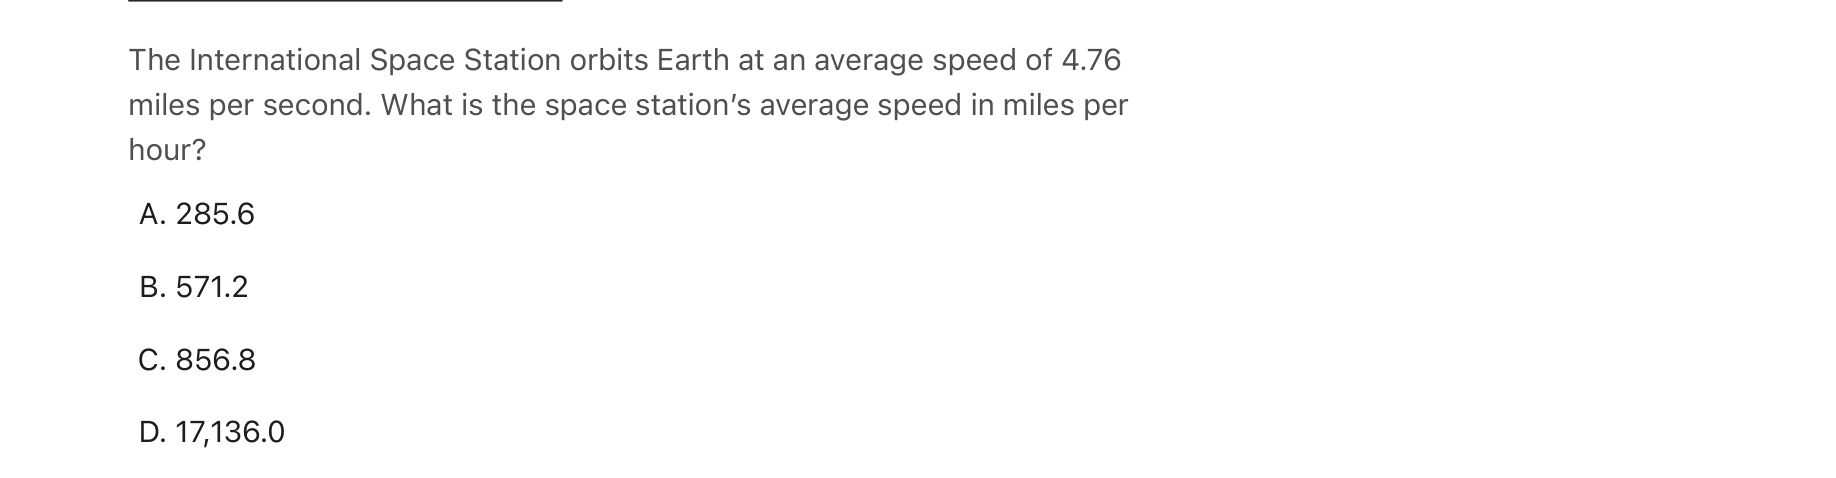 The International Space Station orbits Earth at an average speed of 4.76
miles per second. What is the space station’s average speed in miles per
hour?
A. 285.6
B. 571.2
C. 856.8
D. 17,136.0